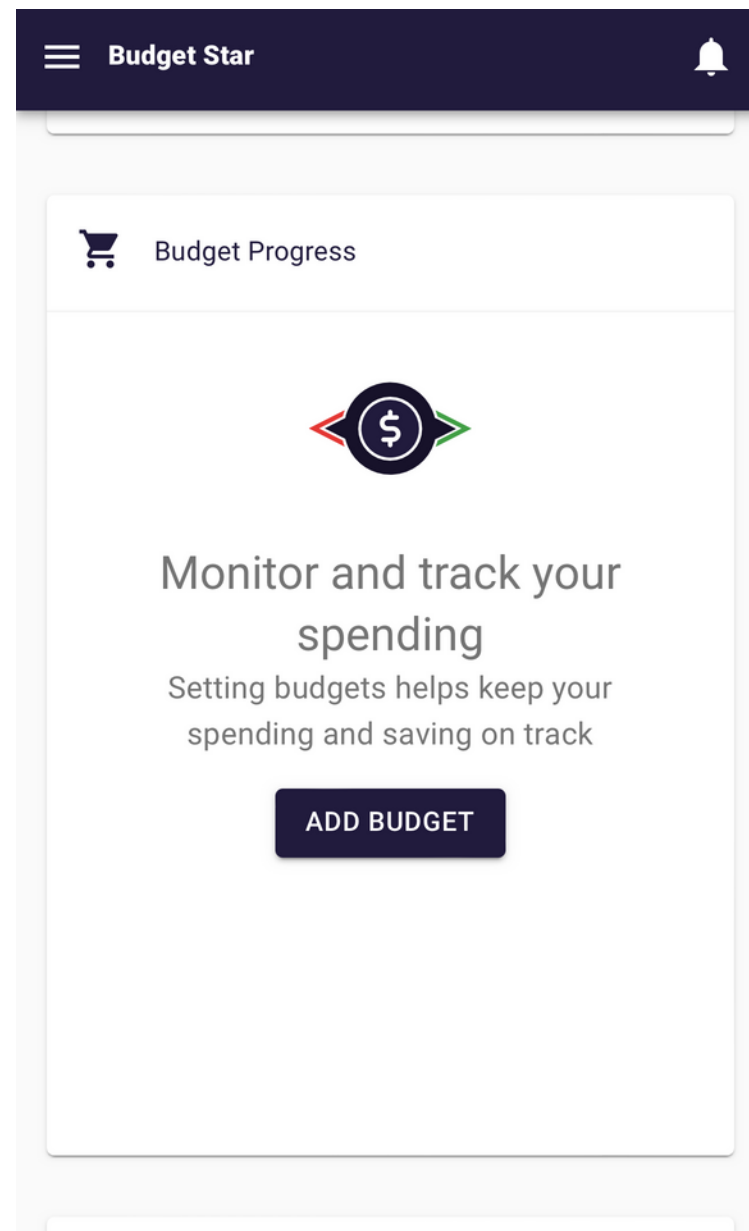 Budget Star
Budget Progress
$
Monitor and track your
spending
Setting budgets helps keep your
spending and saving on track
ADD BUDGET